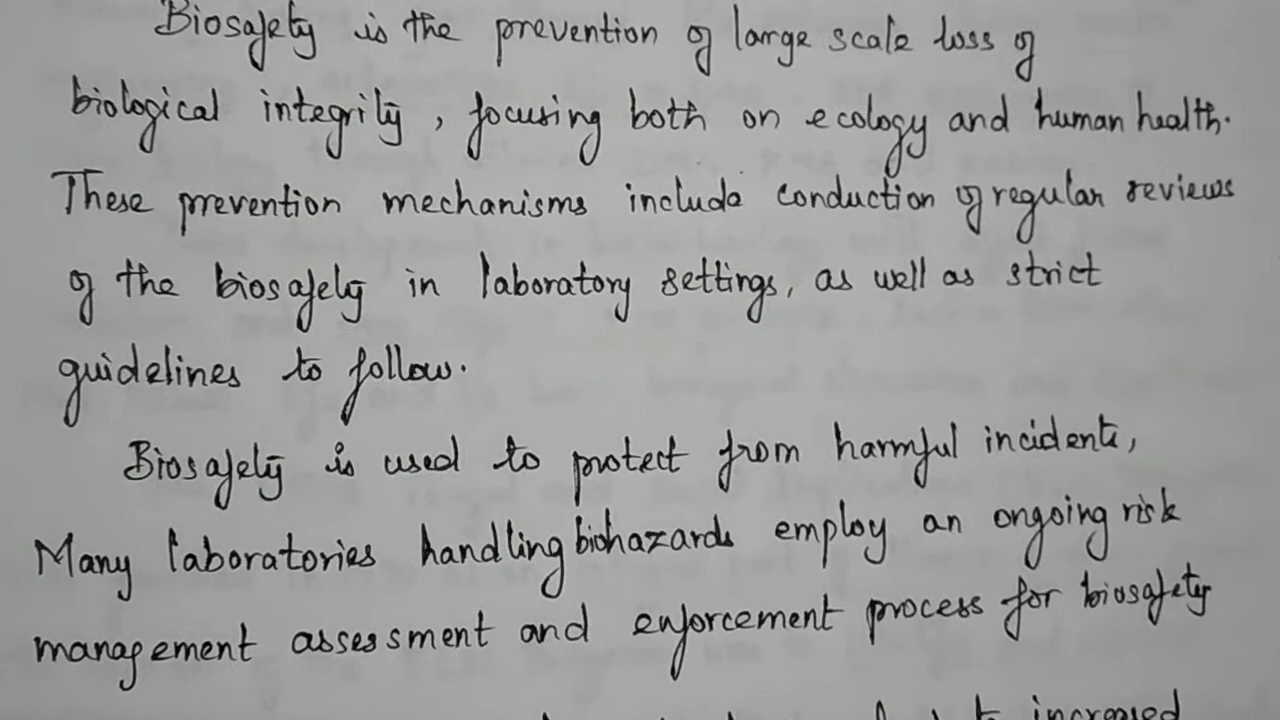 Biosafety is the prevention of large scale loss of
biological integrity, focusing both on ecology and human health.
These prevention mechanisms include conduction of regular reviews
of the biosafety in laboratory settings, as well as strict
guidelines to follow.
Biosafety is used to protect from harmful incidents,
Many laboratories handling biohazards employ an ongoing risk
management assessment and enforcement process for biosafety
to increased